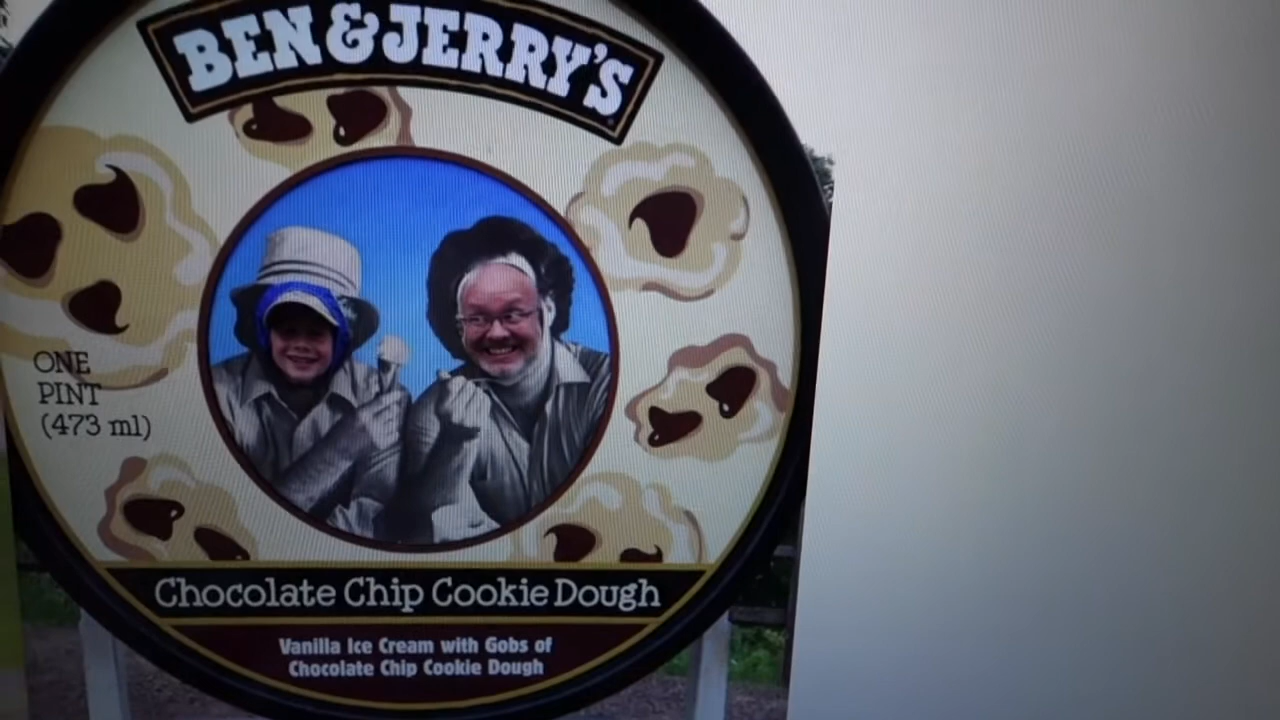 BEN & JERRY'S
ONE
PINT
(473 ml)
Chocolate Chip Cookie Dough
Vanilla Ice Cream with Gobs of
Chocolate Chip Cookie Dough